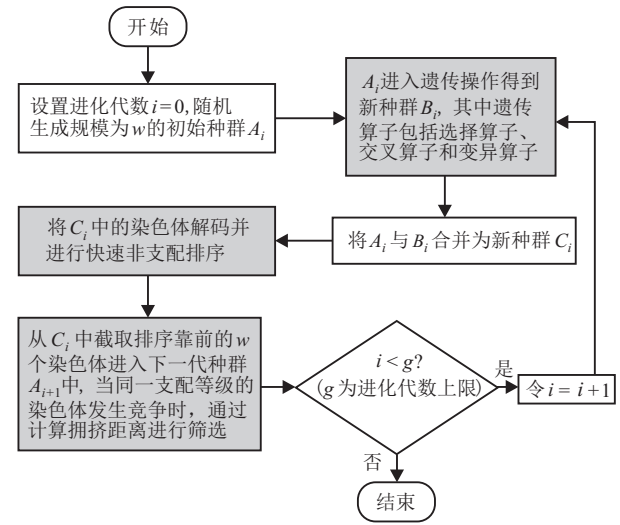 开始
设置进化代数i=0,随机
生成规模为w的初始种群Ai
Ai进入遗传操作得到
新种群Bi, 其中遗传
算子包括选择算子、
交叉算子和变异算子
将Ai与Bi合并为新种群Ci
将Ci中的染色体解码并
进行快速非支配排序
从Ci中截取排序靠前的w
个染色体进入下一代种群
Ai+1中, 当同一支配等级的
染色体发生竞争时, 通过
计算拥挤距离进行筛选
i<g?
(g为进化代数上限)
是
令i=i+1
否
结束